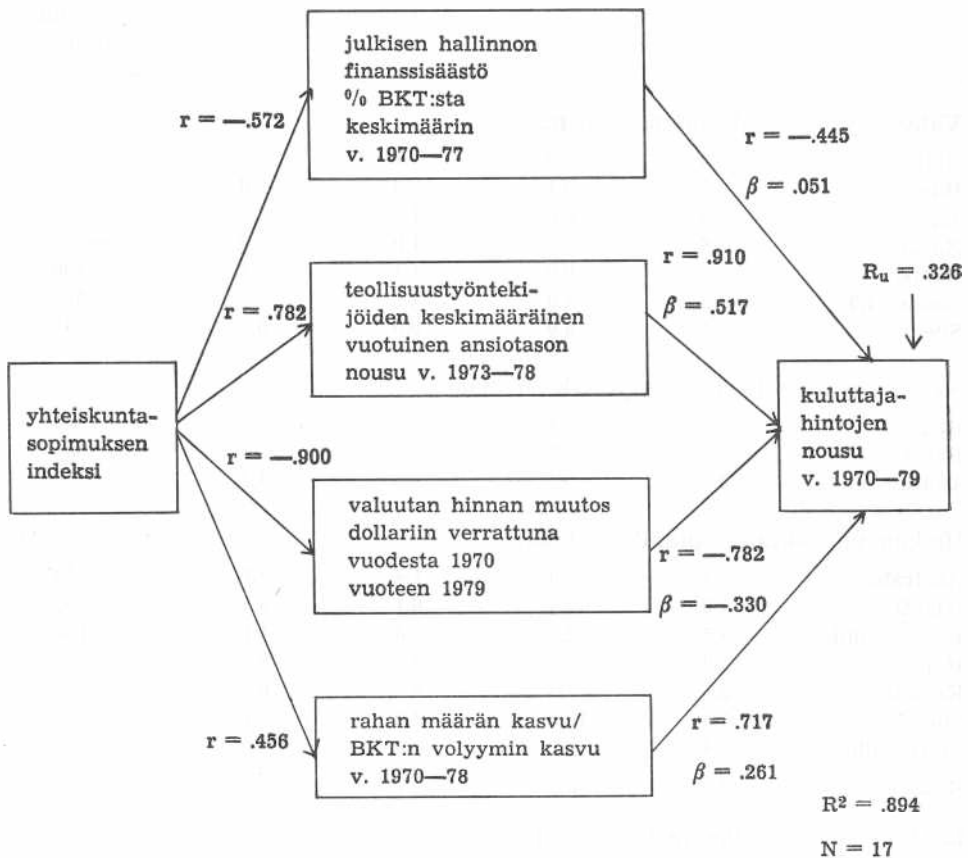 julkisen hallinnon
finanssisäästö
% BKT:sta
keskimäärin
v. 1970—77
r = —.572
r = —.445
β = .051
teollisuustyönteki-
jöiden keskimääräinen
vuotuinen ansiotason
nousu v. 1973—78
r = .782
r = .910
β = .517
Ru = .326
yhteiskunta-
sopimuksen
indeksi
kuluttaja-
hintojen
nousu
v. 1970—79
r = —.900
valuutan hinnan muutos
dollariin verrattuna
vuodesta 1970
vuoteen 1979
r = —.782
β = —.330
r = .456
rahan määrän kasvu/
BKT:n volyymin kasvu
v. 1970—78
r = .717
β = .261
R² = .894
N = 17